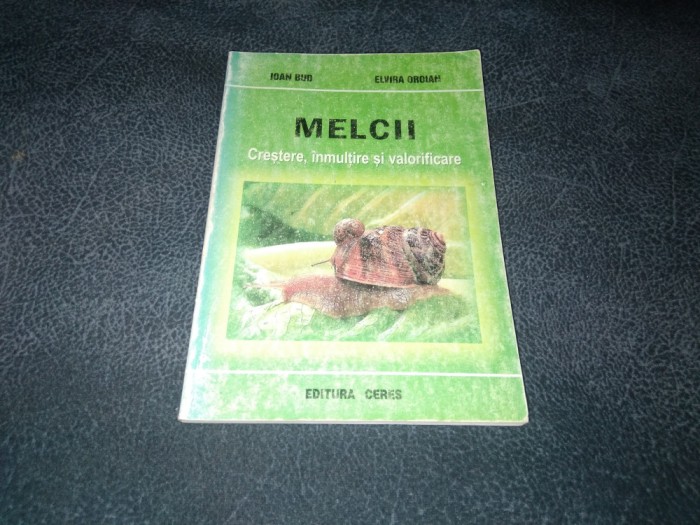 IOAN BUD ELVIRA ORDIAN
MELCII
Creștere, înmulțire și valorificare
EDITURA CERES